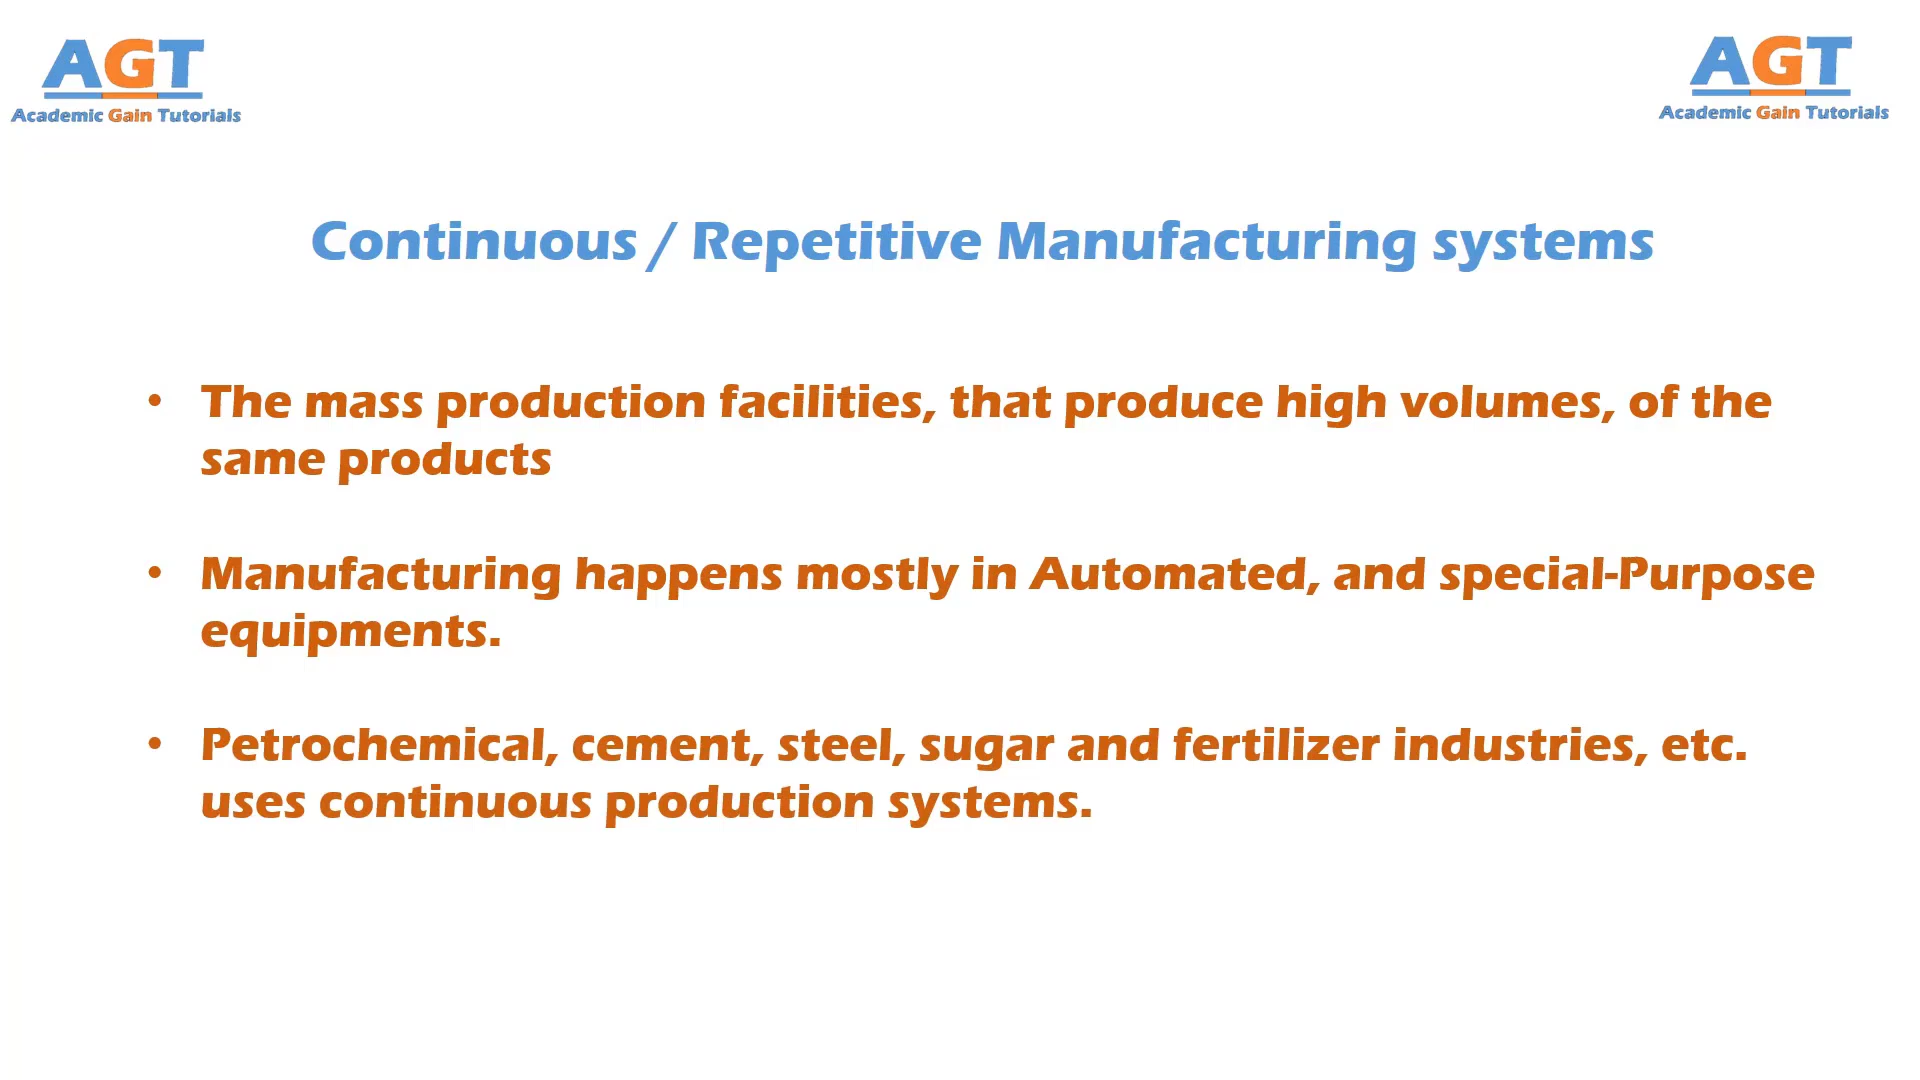 AGT
Academic Gain Tutorials
AGT
Academic Gain Tutorials
Continuous / Repetitive Manufacturing systems
• The mass production facilities, that produce high volumes, of the
same products
• Manufacturing happens mostly in Automated, and special-Purpose
equipments.
• Petrochemical, cement, steel, sugar and fertilizer industries, etc.
uses continuous production systems.